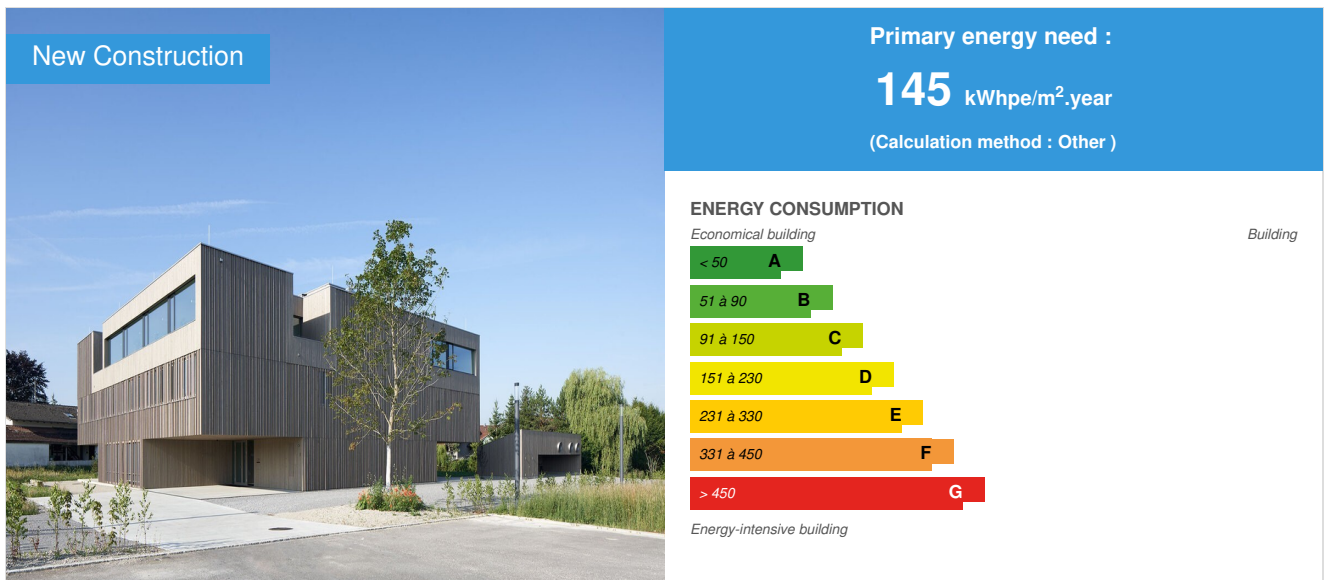 New Construction
Primary energy need :
145 kWhpe/m².year
(Calculation method : Other )
ENERGY CONSUMPTION
Economical building
Building
< 50 A
51 à 90 B
91 à 150 C
151 à 230 D
231 à 330 E
331 à 450 F
> 450 G
Energy-intensive building